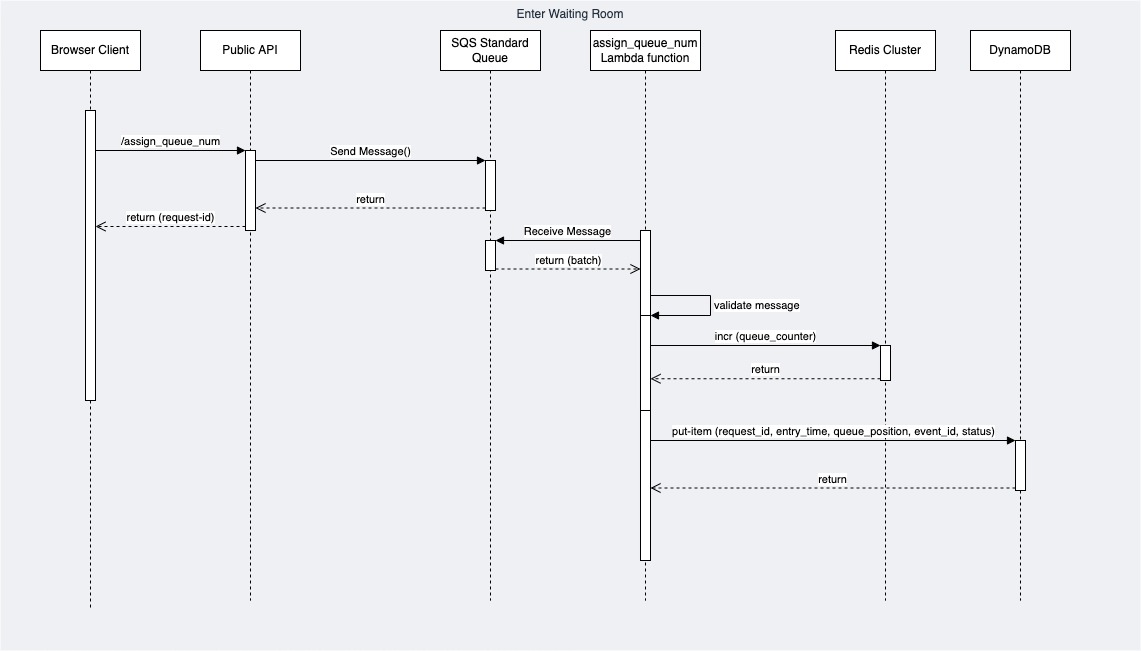 Enter Waiting Room
Browser Client
Public API
SQS Standard
Queue
assign_queue_num
Lambda function
Redis Cluster
DynamoDB
/assign_queue_num
Send Message()
return
return (request-id)
Receive Message
return (batch)
validate message
incr (queue_counter)
return
put-item (request_id, entry_time, queue_position, event_id, status)
return